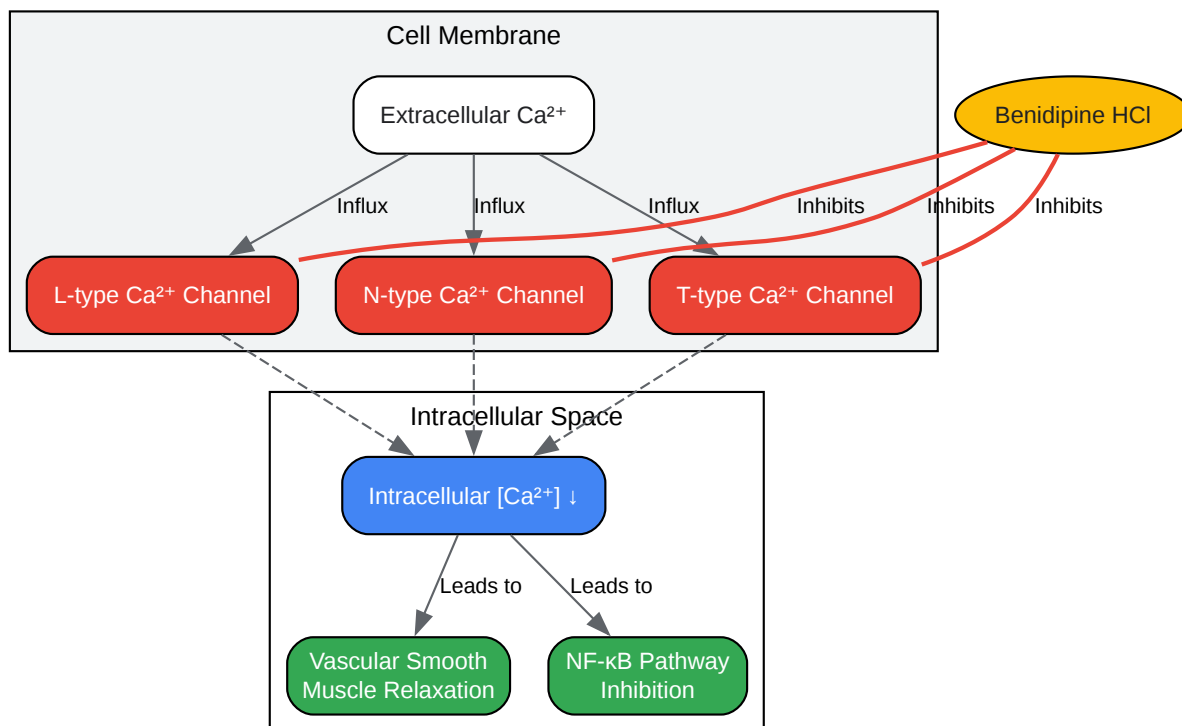 Cell Membrane
Extracellular Ca²⁺
Benidipine HCl
Influx
Influx
Influx
Inhibits
Inhibits
Inhibits
L-type Ca²⁺ Channel
N-type Ca²⁺ Channel
T-type Ca²⁺ Channel
Intracellular Space
Intracellular [Ca²⁺] ↓
Leads to
Leads to
Vascular Smooth
Muscle Relaxation
NF-κB Pathway
Inhibition